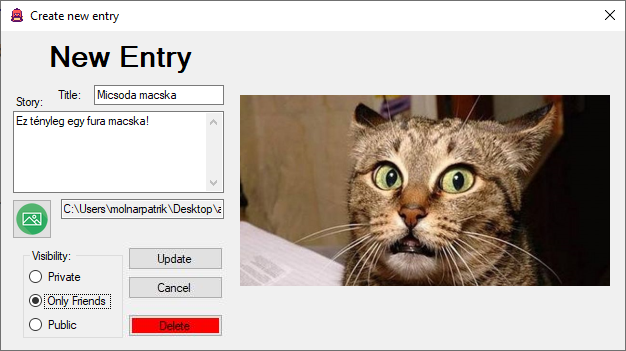 Create new entry
New Entry
Title: Micsoda macska
Story:
Ez tényleg egy fura macska!
C:\Users\molnarpatrik\Desktop\a
Visibility:
Private
Only Friends
Public
Update
Cancel
Delete